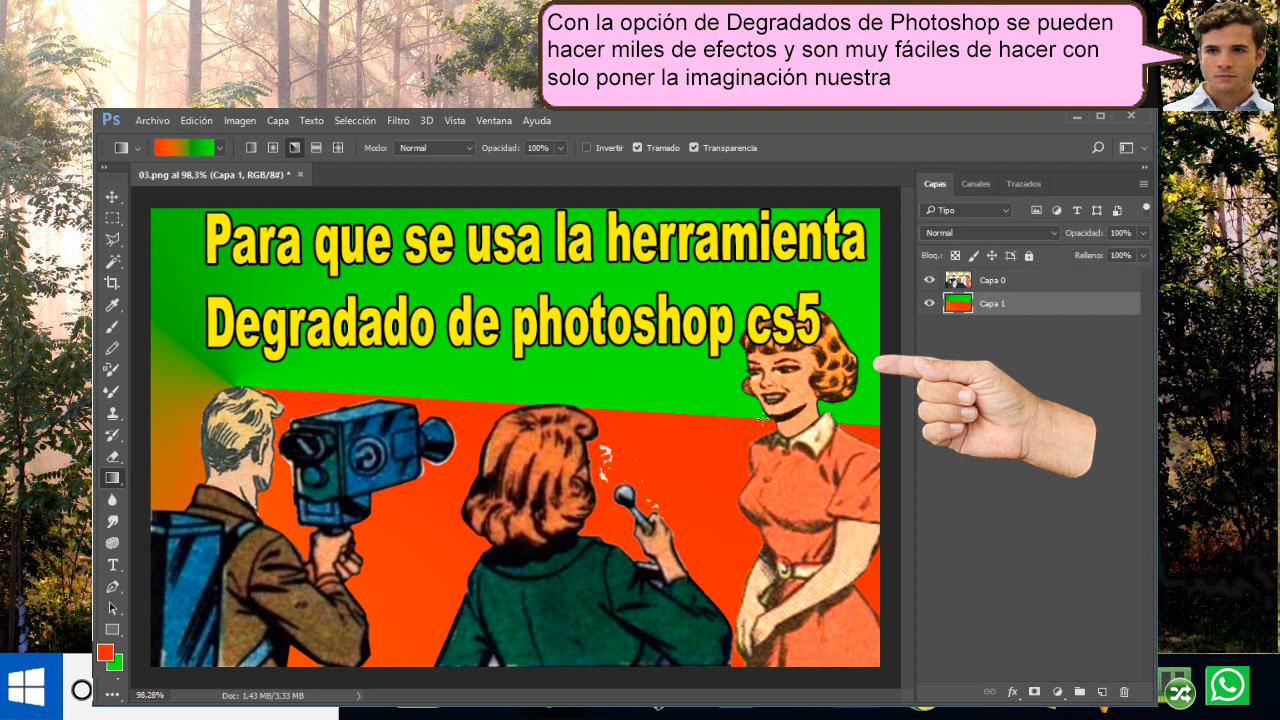 Con la opción de Degradados de Photoshop se pueden
hacer miles de efectos y son muy fáciles de hacer con
solo poner la imaginación nuestra
Ps Archivo Edición Imagen Capa Texto Selección Filtro 3D Vista Ventana Ayuda
Modo: Normal Opacidad: 100% Invertir Tramado Transparencia
03.png al 98,3% (Capa 1, RGB/8#) * ×
Capas Canales Trazados
Tipo
Normal Opacidad: 100%
Bloq.: Relleno: 100%
Capa 0
Capa 1
Para que se usa la herramienta
Degradado de photoshop cs5
T
98,28% Doc: 1,43 MB/3,33 MB
fx
O